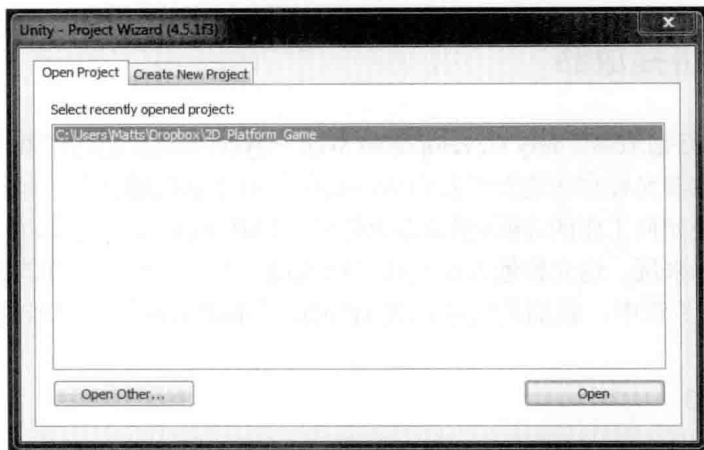 Unity - Project Wizard (4.5.1f3)
Open Project
Create New Project
Select recently opened project:
C:\Users\Matts\Dropbox\2D_Platform_Game
Open Other...
Open